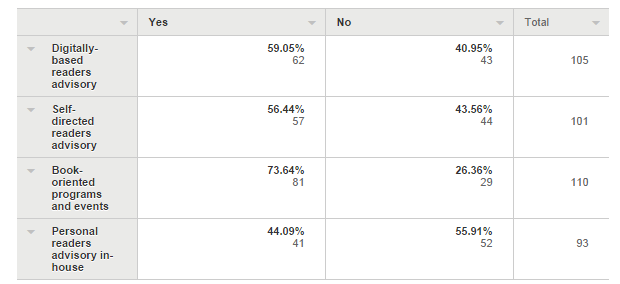 Yes No Total
Digitally- 59.05% 40.95%
based 62 43 105
readers
advisory
Self- 56.44% 43.56%
directed 57 44 101
readers
advisory
Book- 73.64% 26.36%
oriented 81 29 110
programs
and events
Personal 44.09% 55.91%
readers 41 52 93
advisory in-
house